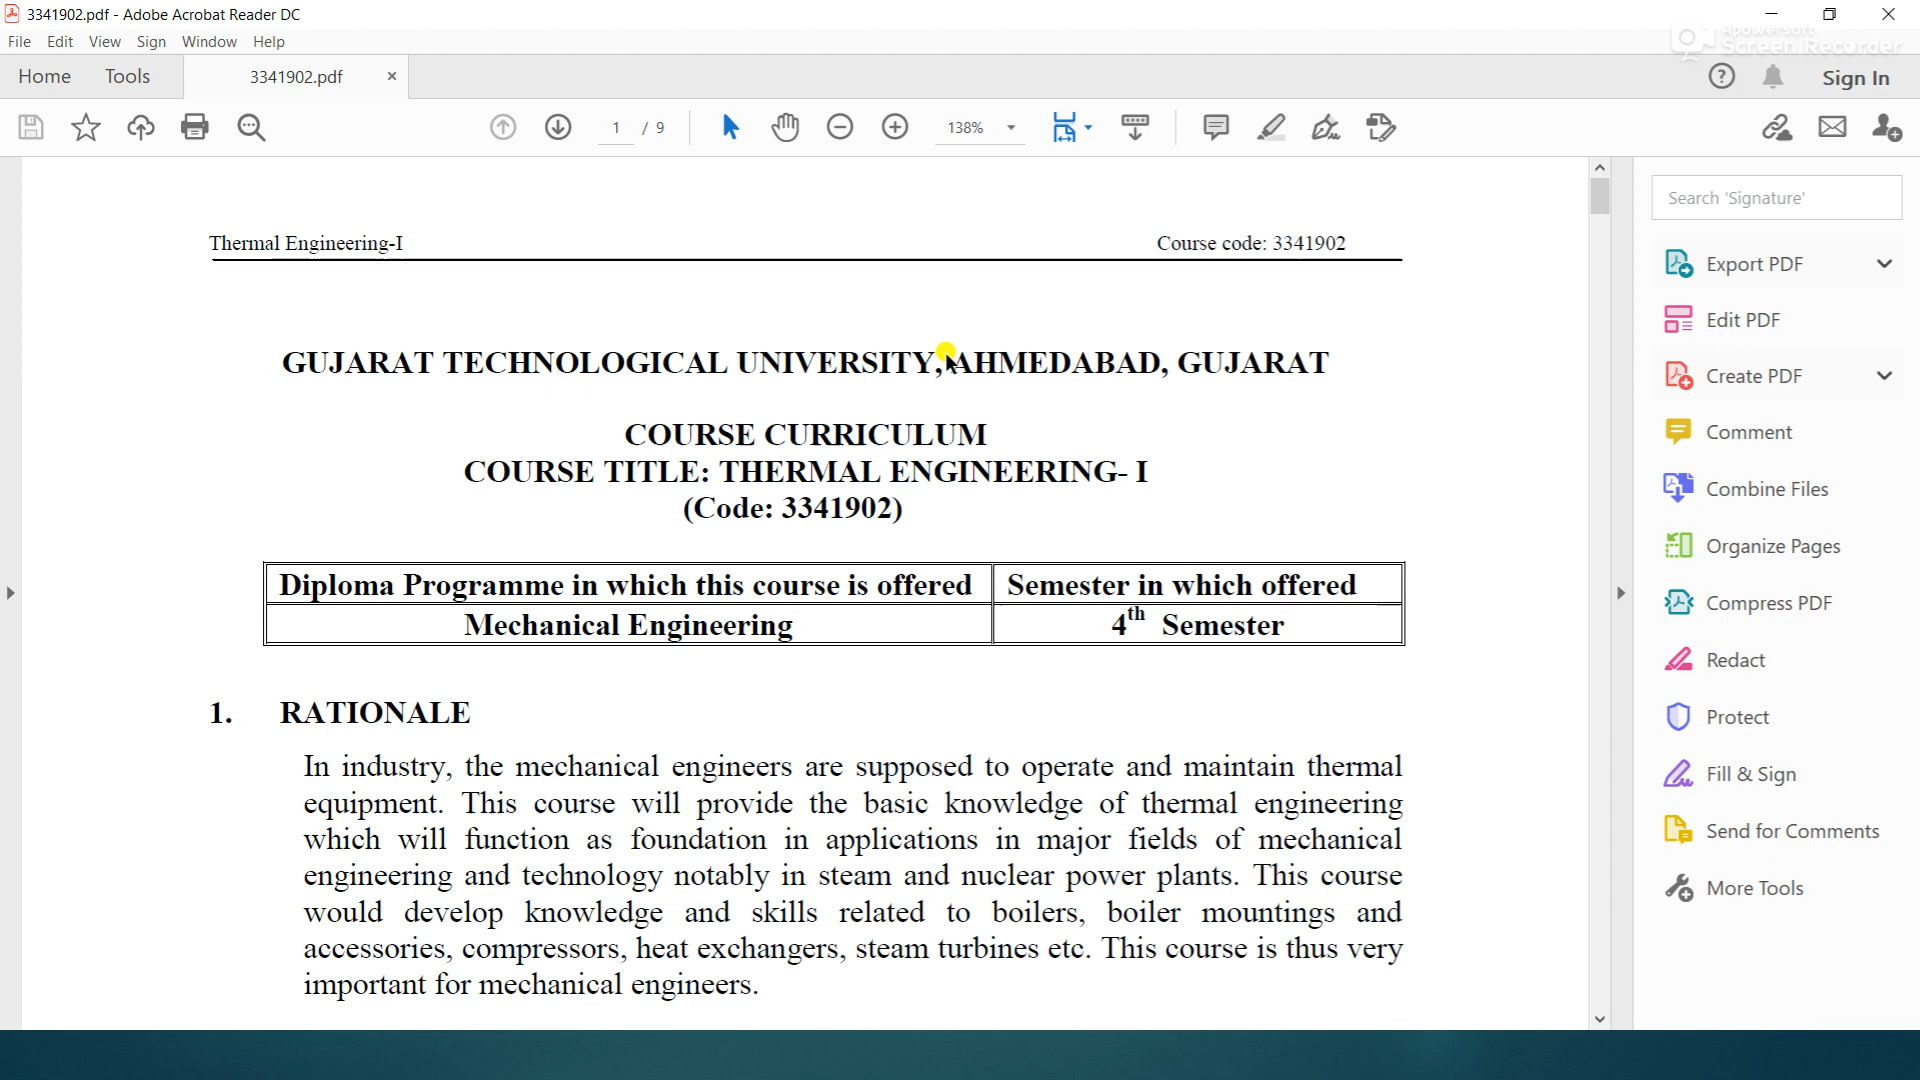 3341902.pdf - Adobe Acrobat Reader DC
File Edit View Sign Window Help
Apowersoft
Screen Recorder
Home Tools 3341902.pdf × Sign In
1 / 9 138%
Search 'Signature'
Thermal Engineering-I Course code: 3341902
GUJARAT TECHNOLOGICAL UNIVERSITY, AHMEDABAD, GUJARAT
COURSE CURRICULUM
COURSE TITLE: THERMAL ENGINEERING- I
(Code: 3341902)
Diploma Programme in which this course is offered Semester in which offered
Mechanical Engineering 4th Semester
1. RATIONALE
In industry, the mechanical engineers are supposed to operate and maintain thermal
equipment. This course will provide the basic knowledge of thermal engineering
which will function as foundation in applications in major fields of mechanical
engineering and technology notably in steam and nuclear power plants. This course
would develop knowledge and skills related to boilers, boiler mountings and
accessories, compressors, heat exchangers, steam turbines etc. This course is thus very
important for mechanical engineers.
Export PDF
Edit PDF
Create PDF
Comment
Combine Files
Organize Pages
Compress PDF
Redact
Protect
Fill & Sign
Send for Comments
More Tools